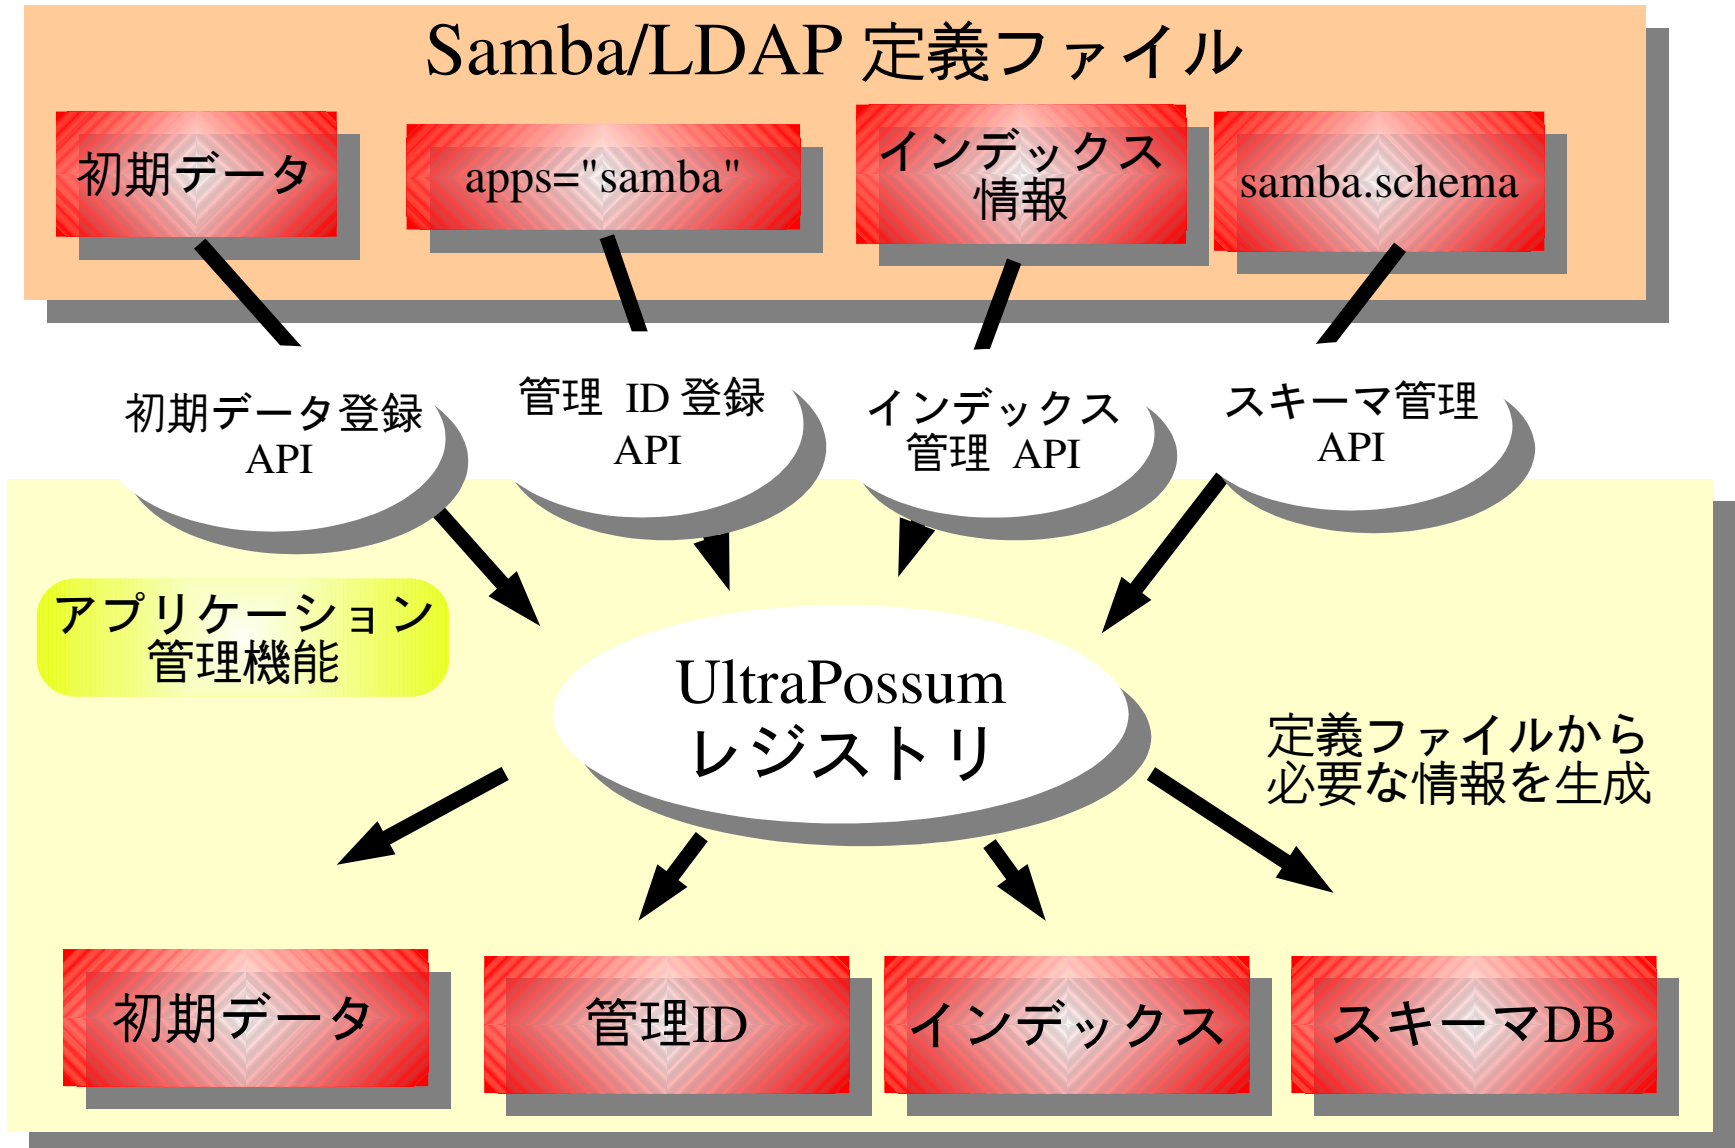 Samba/LDAP 定義ファイル
初期データ
apps="samba"
インデックス
情報
samba.schema
初期データ登録
API
管理 ID 登録
API
インデックス
管理 API
スキーマ管理
API
アプリケーション
管理機能
UltraPossum
レジストリ
定義ファイルから
必要な情報を生成
初期データ
管理ID
インデックス
スキーマDB